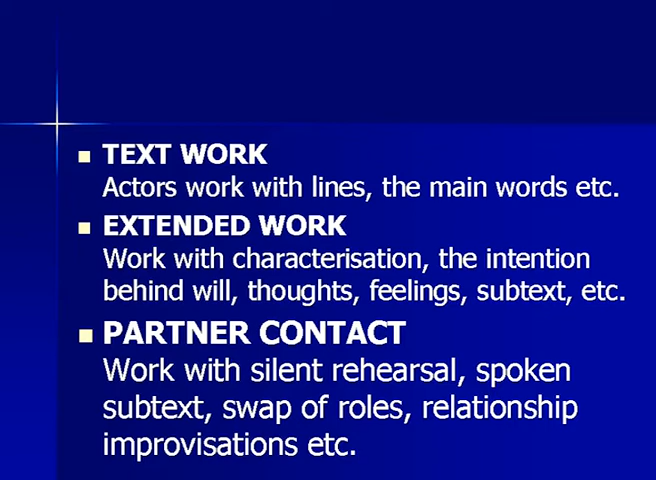 TEXT WORK
Actors work with lines, the main words etc.
EXTENDED WORK
Work with characterisation, the intention
behind will, thoughts, feelings, subtext, etc.
PARTNER CONTACT
Work with silent rehearsal, spoken
subtext, swap of roles, relationship
improvisations etc.